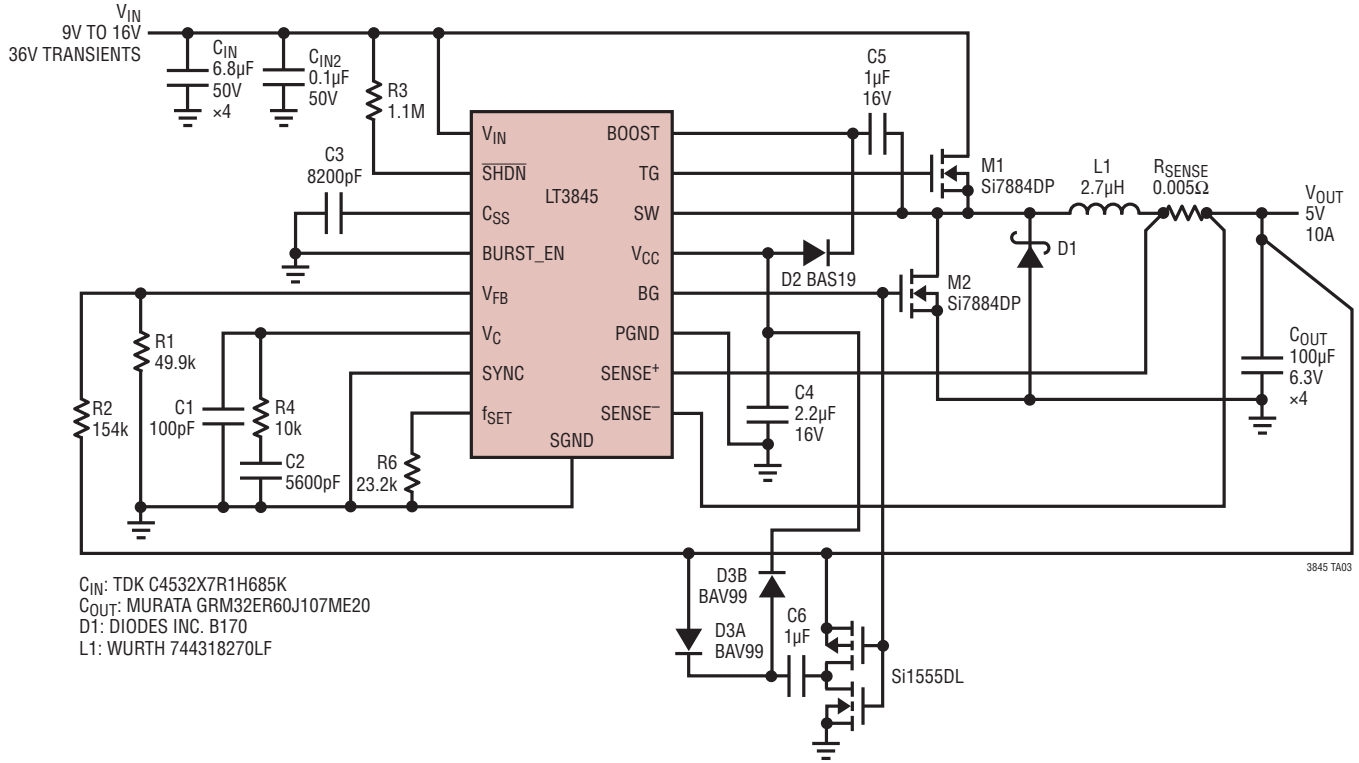 VIN
9V TO 16V
36V TRANSIENTS
CIN
6.8µF
50V
×4
CIN2
0.1µF
50V
R3
1.1M
C3
8200pF
C5
1µF
16V
LT3845
VIN
SHDN
CSS
BURST_EN
VFB
VC
SYNC
fSET
SGND
BOOST
TG
SW
VCC
BG
PGND
SENSE+
SENSE–
M1
Si7884DP
L1
2.7µH
RSENSE
0.005Ω
VOUT
5V
10A
D1
D2 BAS19
M2
Si7884DP
COUT
100µF
6.3V
×4
R1
49.9k
R2
154k
C1
100pF
R4
10k
C2
5600pF
R6
23.2k
C4
2.2µF
16V
D3B
BAV99
D3A
BAV99
C6
1µF
Si1555DL
3845 TA03
CIN: TDK C4532X7R1H685K
COUT: MURATA GRM32ER60J107ME20
D1: DIODES INC. B170
L1: WURTH 744318270LF